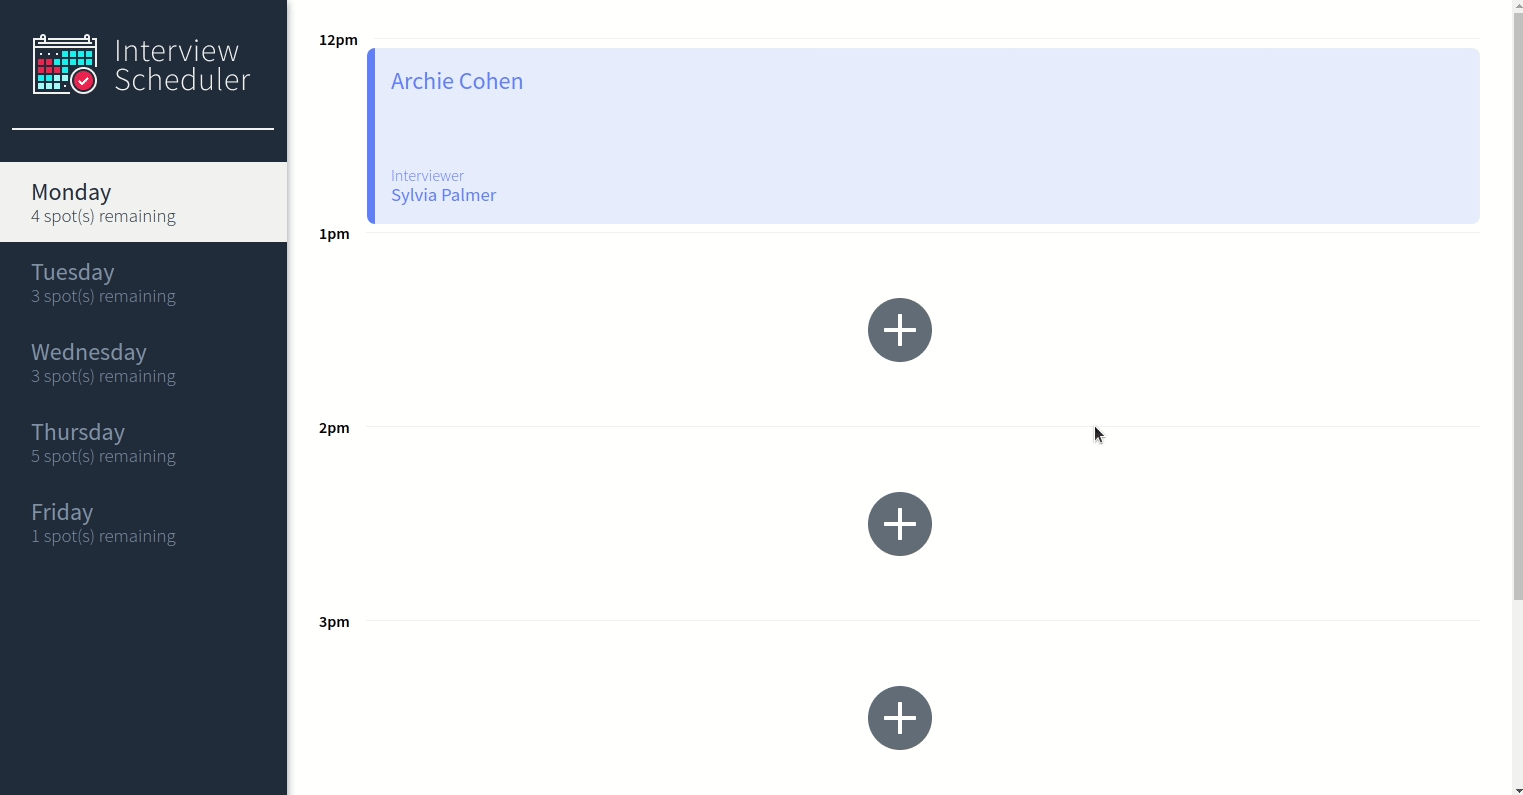 Interview
Scheduler
Monday
4 spot(s) remaining
Tuesday
3 spot(s) remaining
Wednesday
3 spot(s) remaining
Thursday
5 spot(s) remaining
Friday
1 spot(s) remaining
12pm
Archie Cohen
Interviewer
Sylvia Palmer
1pm
2pm
3pm